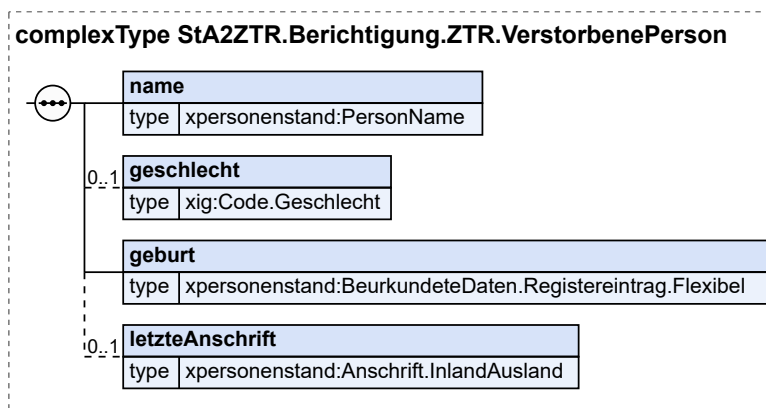 complexType StA2ZTR.Berichtigung.ZTR.VerstorbenePerson
name
type xpersonenstand:PersonName
0..1 geschlecht
type xig:Code.Geschlecht
geburt
type xpersonenstand:BeurkundeteDaten.Registereintrag.Flexibel
0..1 letzteAnschrift
type xpersonenstand:Anschrift.InlandAusland